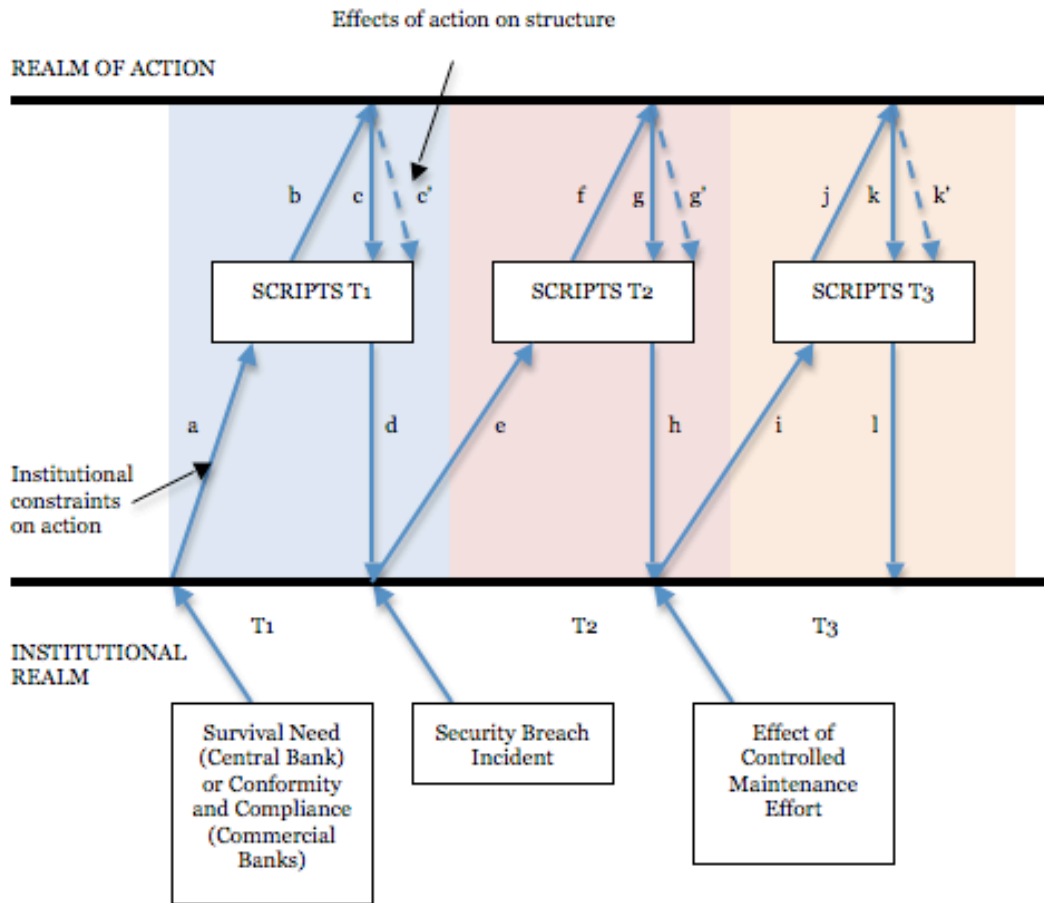 Effects of action on structure
REALM OF ACTION
b
c
c'
f
g
g'
j
k
k'
SCRIPTS T1
SCRIPTS T2
SCRIPTS T3
a
d
e
h
i
l
Institutional
constraints
on action
T1
T2
T3
INSTITUTIONAL
REALM
Survival Need
(Central Bank)
or Conformity
and Compliance
(Commercial
Banks)
Security Breach
Incident
Effect of
Controlled
Maintenance
Effort